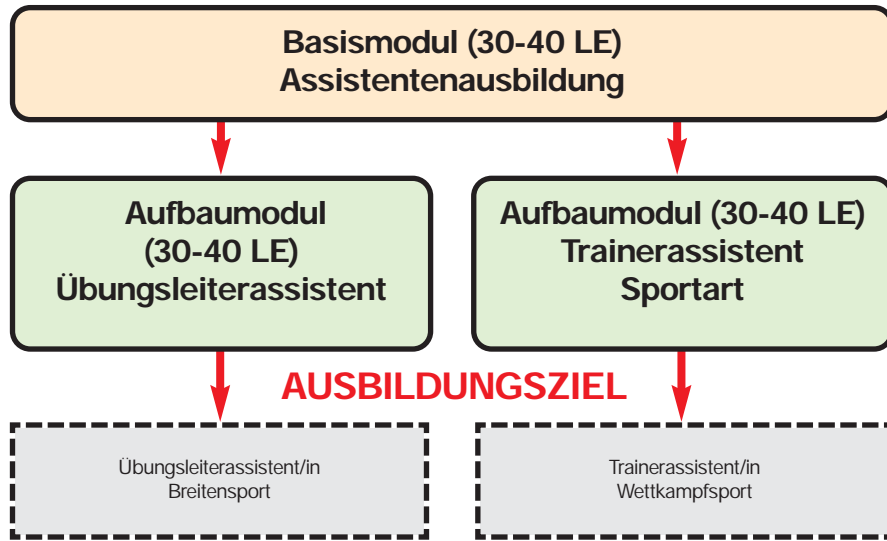 Basismodul (30-40 LE)
Assistentenausbildung
Aufbaumodul
(30-40 LE)
Übungsleiterassistent
Aufbaumodul (30-40 LE)
Trainerassistent
Sportart
AUSBILDUNGSZIEL
Übungsleiterassistent/in
Breitensport
Trainerassistent/in
Wettkampfsport